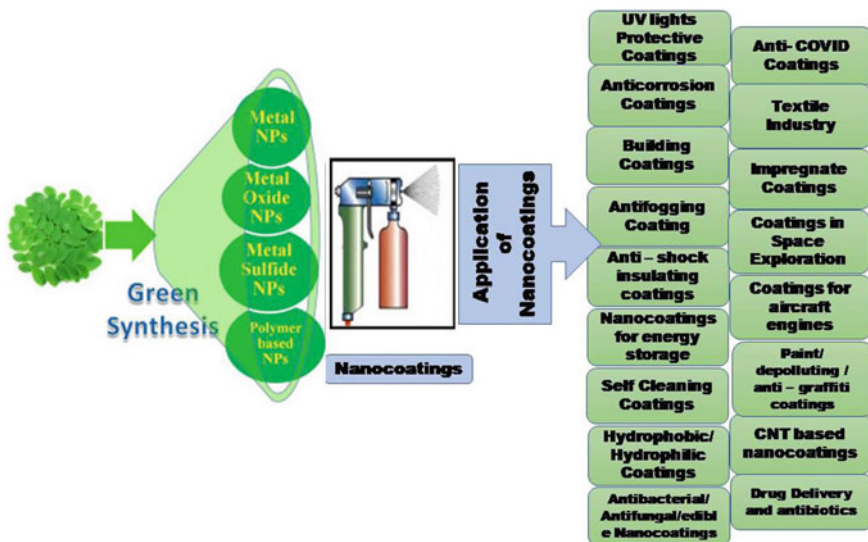 Green
Synthesis
Metal
NPs
Metal
Oxide
NPs
Metal
Sulfide
NPs
Polymer
based NPs
Nanocoatings
Application
of
Nanocoatings
UV lights
Protective
Coatings
Anticorrosion
Coatings
Building
Coatings
Antifogging
Coating
Anti – shock
insulating
coatings
Nanocoatings
for energy
storage
Self Cleaning
Coatings
Hydrophobic/
Hydrophilic
Coatings
Antibacterial/
Antifungal/edibl
e Nanocoatings
Anti- COVID
Coatings
Textile
Industry
Impregnate
Coatings
Coatings in
Space
Exploration
Coatings for
aircraft
engines
Paint/
depolluting /
anti – graffiti
coatings
CNT based
nanocoatings
Drug Delivery
and antibiotics